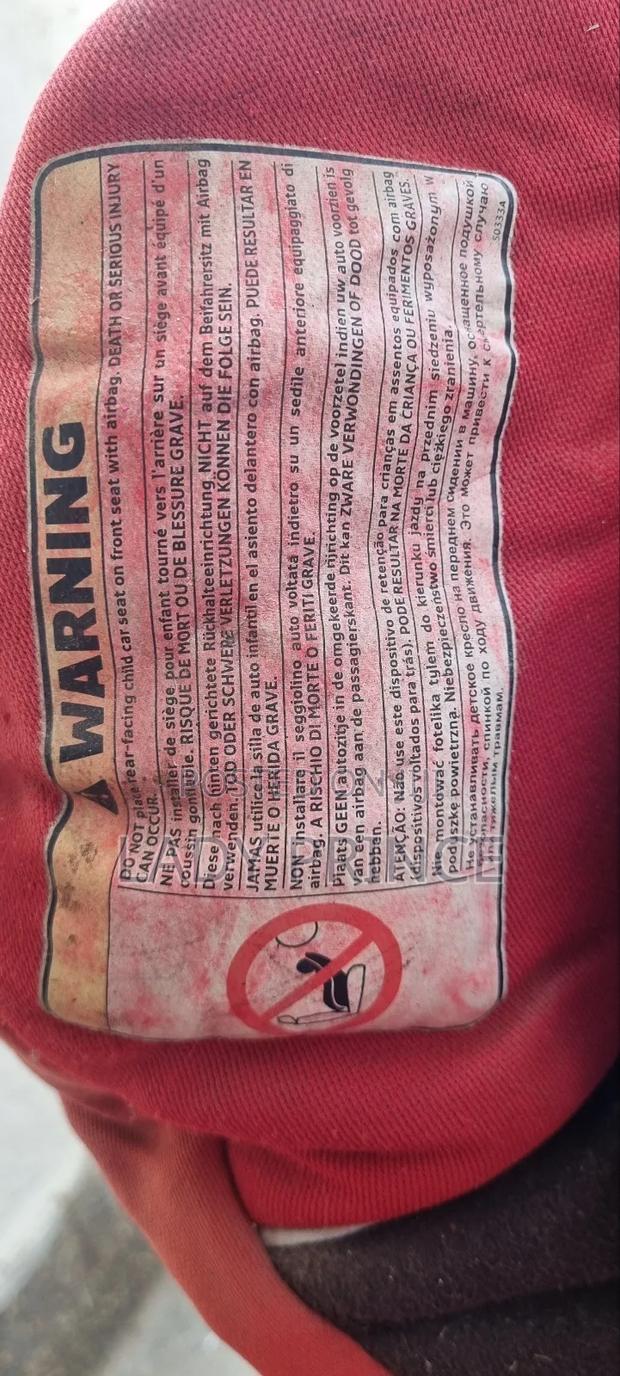 WARNING
DO NOT place rear-facing child car seat on front seat with airbag. DEATH OR SERIOUS INJURY
CAN OCCUR.
NE PAS installer de siège pour enfant tourné vers l'arrière sur un siège avant équipé d'un
coussin gonflable. RISQUE DE MORT OU DE BLESSURE GRAVE.
Diese nach hinten gerichtete Rückhalteeinrichtung NICHT auf dem Beifahrersitz mit Airbag
verwenden. TOD ODER SCHWERE VERLETZUNGEN KÖNNEN DIE FOLGE SEIN.
JAMÁS utilice la silla de auto infantil en el asiento delantero con airbag. PUEDE RESULTAR EN
MUERTE O HERIDA GRAVE.
NON installare il seggiolino auto voltata indietro su un sedile anteriore equipaggiato di
airbag. A RISCHIO DI MORTE O FERITI GRAVE.
Plaats GEEN autozitje in de omgekeerde rijrichting op de voorzetel indien uw auto voorzien is
van een airbag aan de passagierskant. Dit kan ZWARE VERWONDINGEN OF DOOD tot gevolg
hebben.
ATENÇÃO: Não use este dispositivo de retenção para crianças em assentos equipados com airbag
(dispositivos voltados para trás). PODE RESULTAR NA MORTE DA CRIANÇA OU FERIMENTOS GRAVES.
Nie montować fotelika tyłem do kierunku jazdy na przednim siedzeniu wyposażonym w
poduszkę powietrzną. Niebezpieczeństwo śmierci lub ciężkiego zranienia.
Не устанавливать детское кресло на переднем сидении в машину, оснащенное подушкой
безопасности, спинкой по ходу движения. Это может привести к смертельному случаю
тяжелым травмам.
S0333A
POSTED ON
LADY PRINCE